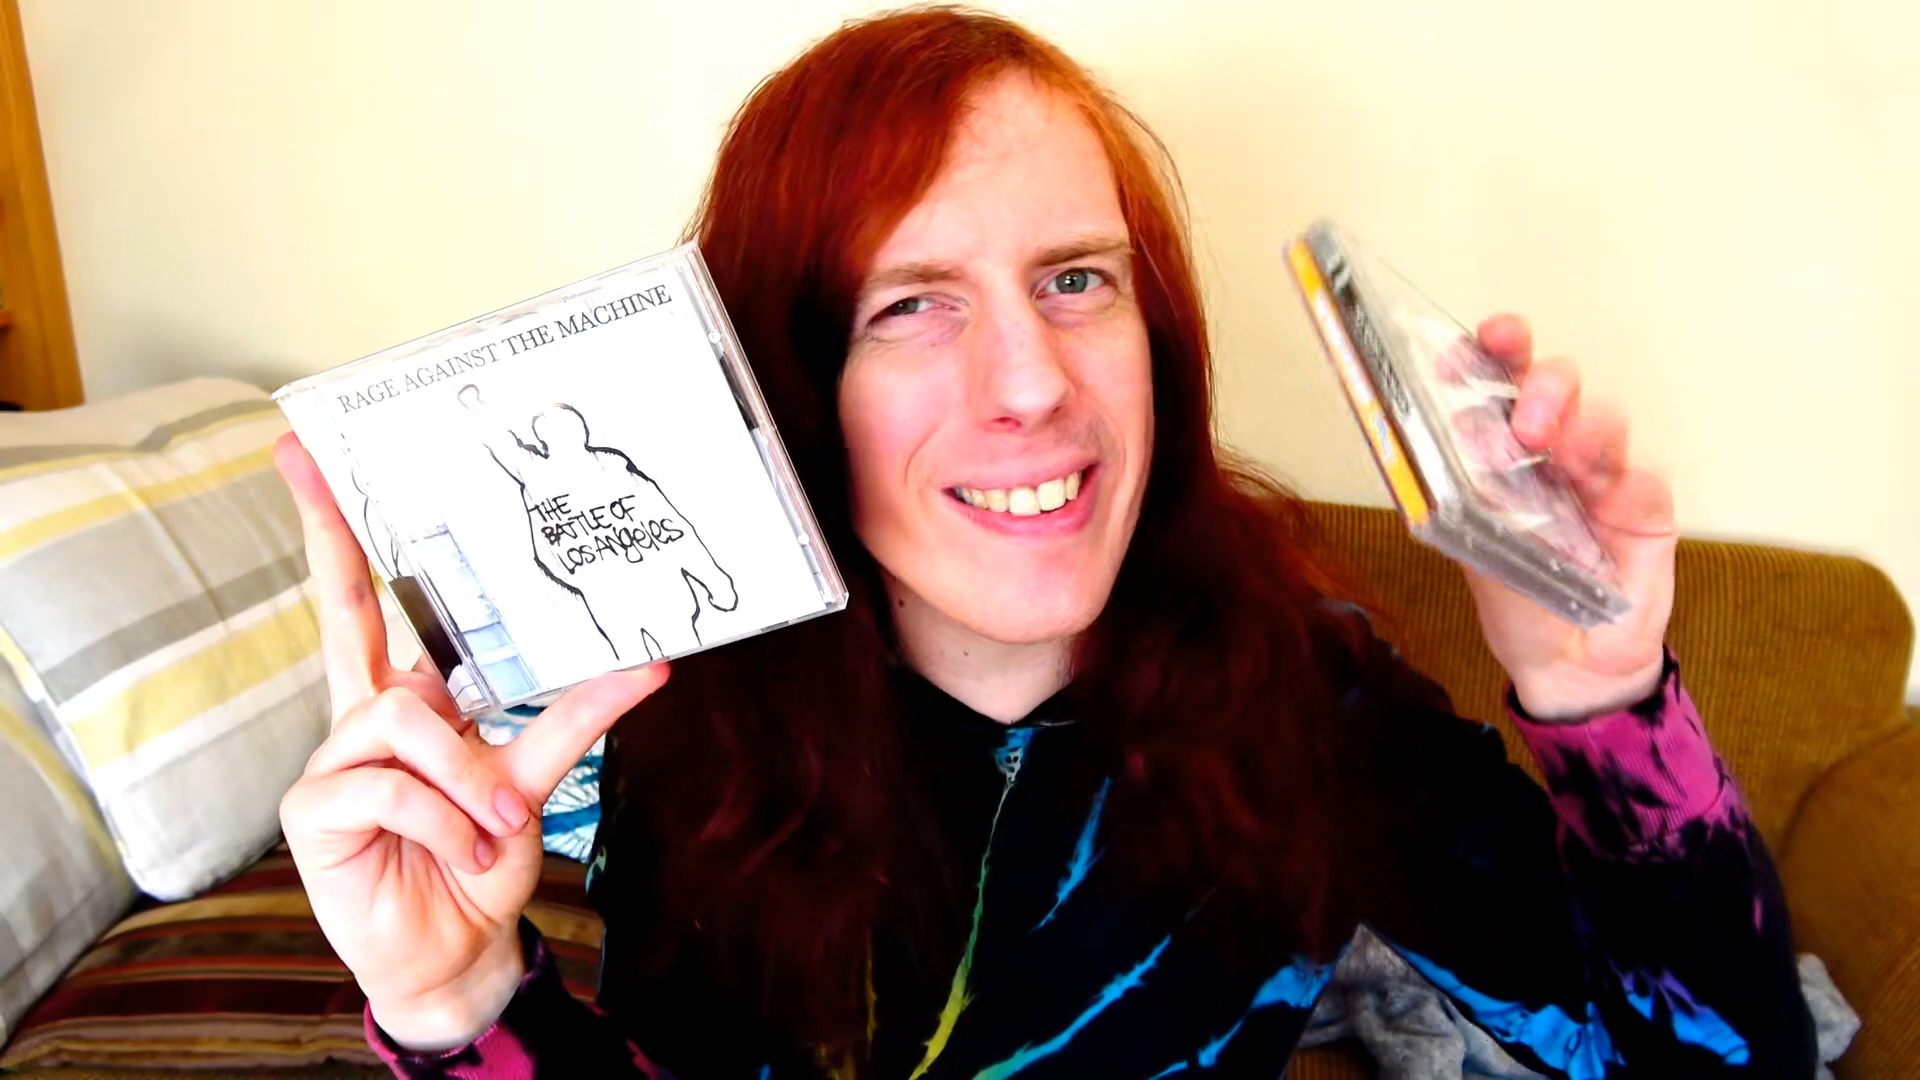 RAGE AGAINST THE MACHINE
THE
BATTLE OF
LOS ANgeleS